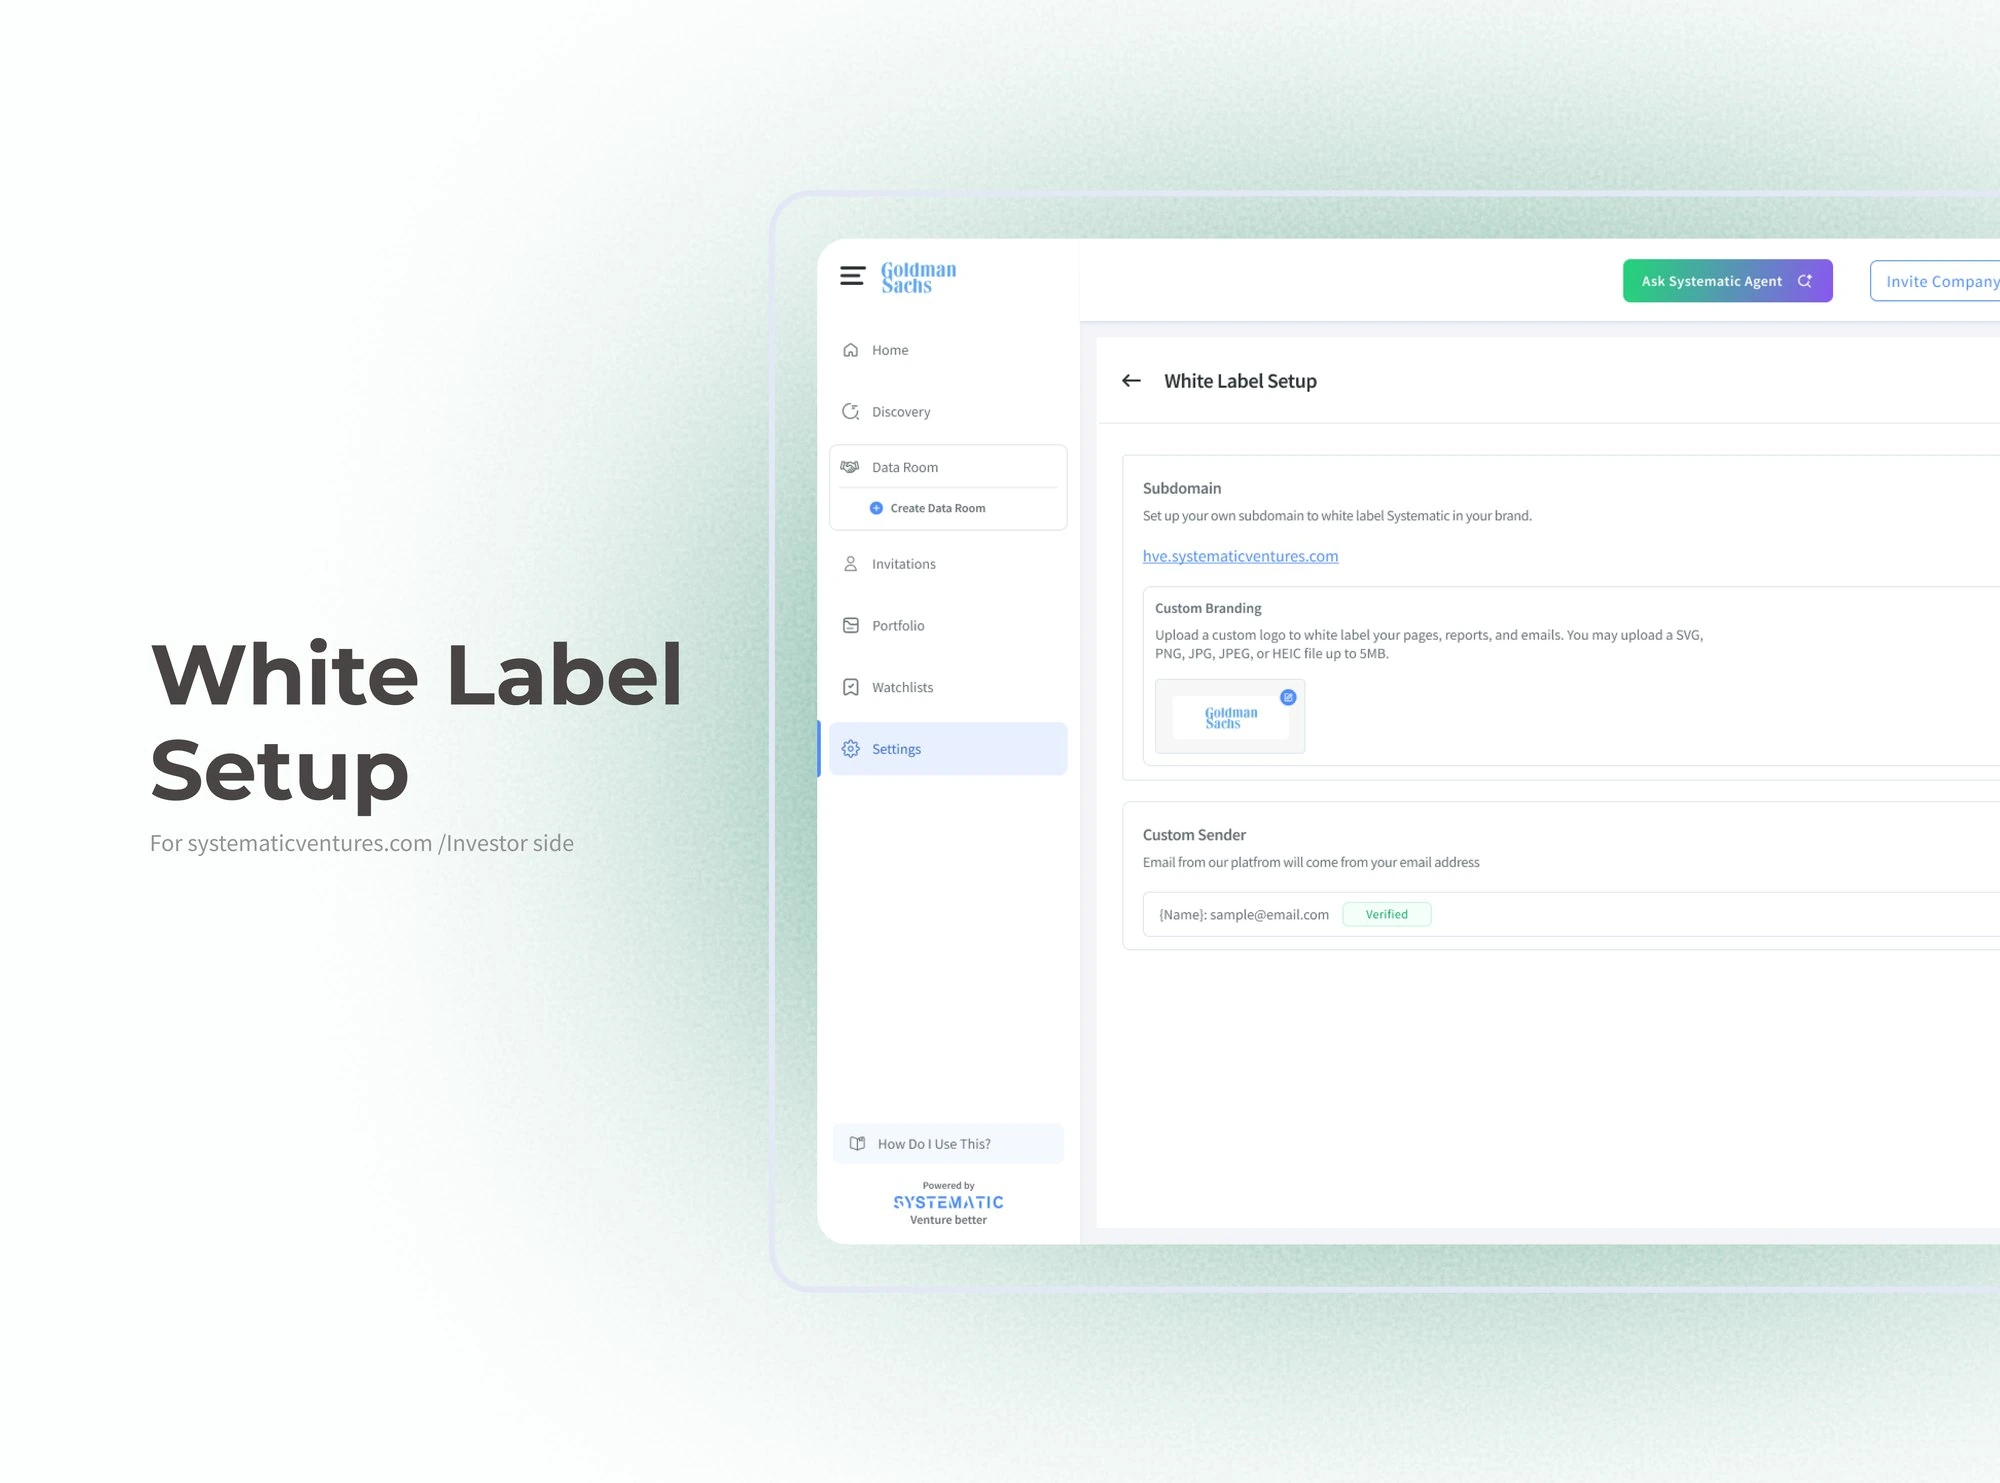 White Label
Setup
For systematicventures.com /Investor side
Goldman
Sachs
Home
Discovery
Data Room
Create Data Room
Invitations
Portfolio
Watchlists
Settings
How Do I Use This?
Powered by
SYSTEMATIC
Venture better
Ask Systematic Agent
Invite Company
White Label Setup
Subdomain
Set up your own subdomain to white label Systematic in your brand.
hve.systematicventures.com
Custom Branding
Upload a custom logo to white label your pages, reports, and emails. You may upload a SVG,
PNG, JPG, JPEG, or HEIC file up to 5MB.
Goldman
Sachs
Custom Sender
Email from our platfrom will come from your email address
{Name}: sample@email.com Verified